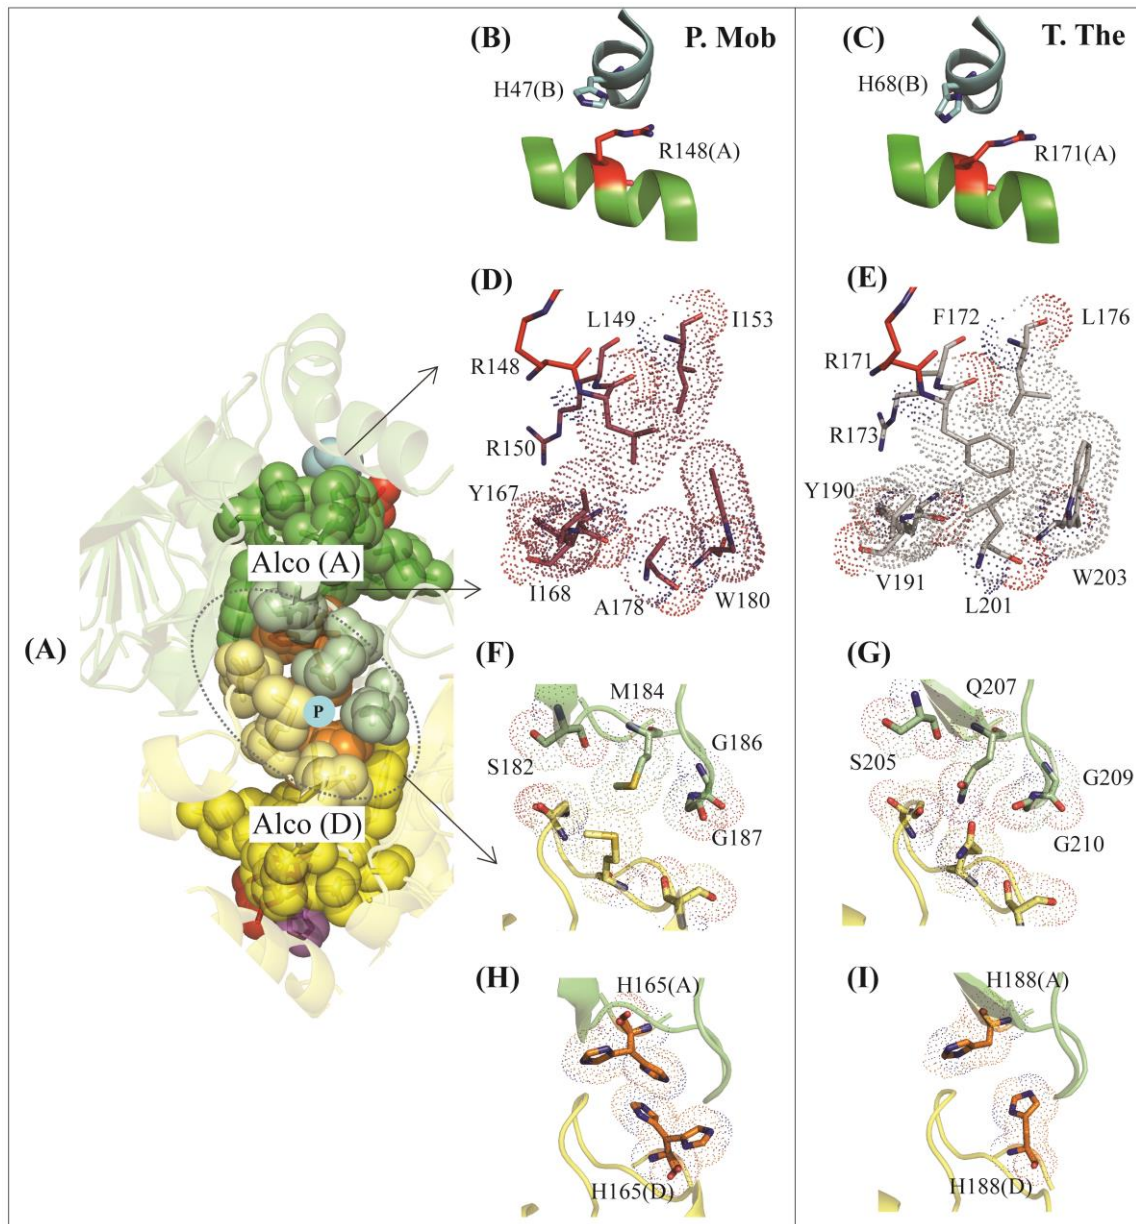 (B) P. Mob
H47(B)
R148(A)
(C) T. The
H68(B)
R171(A)
(A)
Alco (A)
P
Alco (D)
(D)
L149 I153
R148
R150
Y167
I168 A178 W180
(E)
F172 L176
R171
R173
Y190
V191 L201 W203
(F)
M184
G186
S182
G187
(G)
Q207
S205
G209
G210
(H)
H165(A)
H165(D)
(I)
H188(A)
H188(D)